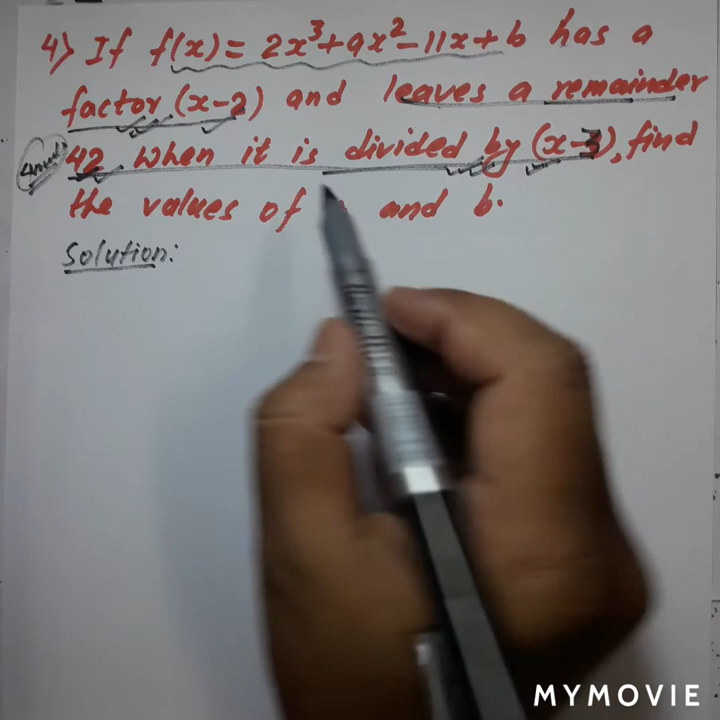 4) If f(x) = 2x³+ax²-11x+b has a
factor (x-2) and leaves a remainder
42 when it is divided by (x-3), find
the values of and b.
Solution:
MYMOVIE